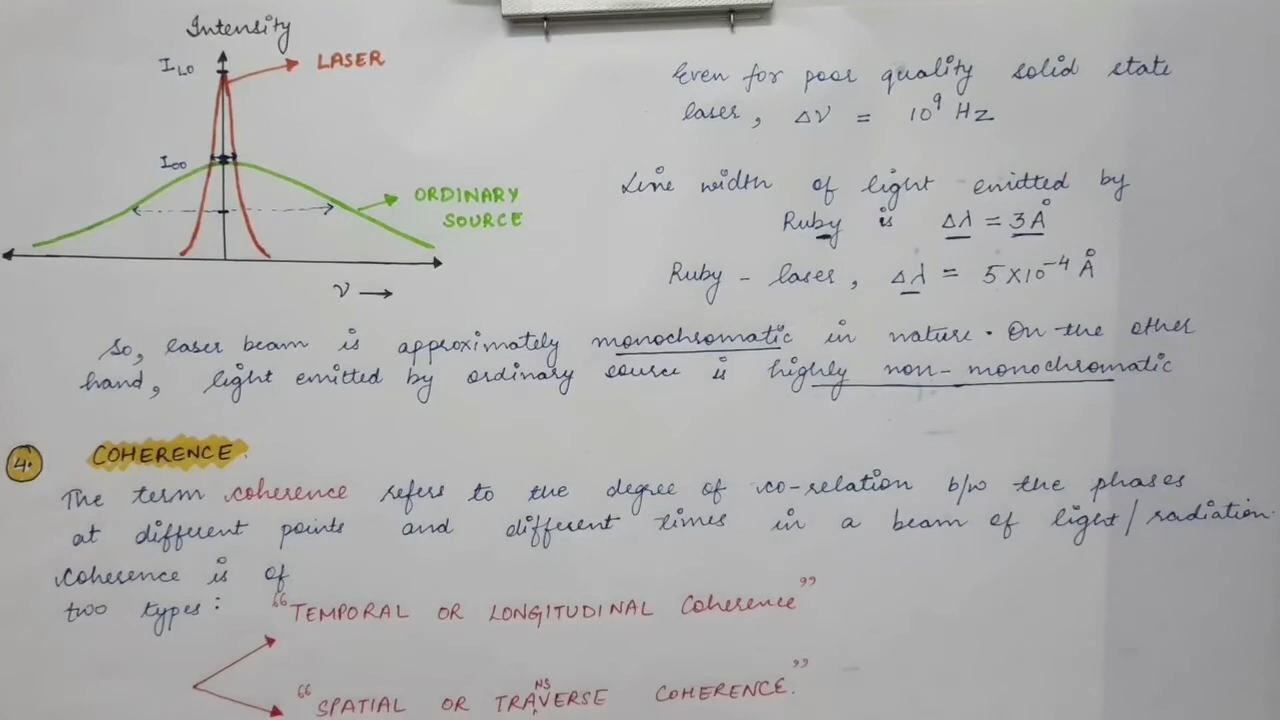 Intensity
I_L0
LASER
I_00
ORDINARY
SOURCE
ν →
Even for poor quality solid state
laser, Δν = 10⁹ Hz
Line width of light emitted by
Ruby is Δλ = 3Å
Ruby - laser, Δλ = 5×10⁻⁴ Å
So, laser beam is approximately monochromatic in nature. On the other
hand, light emitted by ordinary source is highly non-monochromatic
4. COHERENCE.
The term coherence refers to the degree of co-relation b/w the phases
at different points and different times in a beam of light/radiation.
Coherence is of
two types:
"TEMPORAL OR LONGITUDINAL Coherence"
"SPATIAL OR TRANSVERSE COHERENCE."